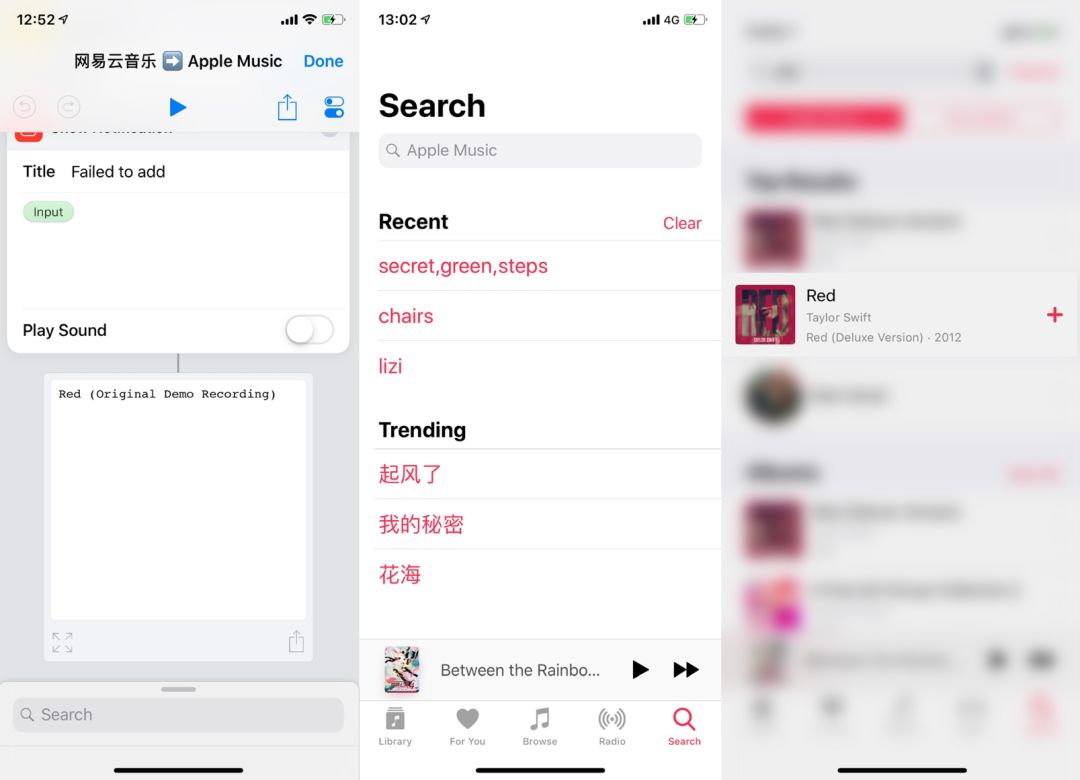 12:52
网易云音乐 ➡️ Apple Music
Done
Title Failed to add
Input
Play Sound
Red (Original Demo Recording)
Search
13:02
4G
Search
Apple Music
Recent
Clear
secret,green,steps
chairs
lizi
Trending
起风了
我的秘密
花海
Between the Rainbo...
Library
For You
Browse
Radio
Search
RED
TAYLOR SWIFT
Red
Taylor Swift
Red (Deluxe Version) · 2012